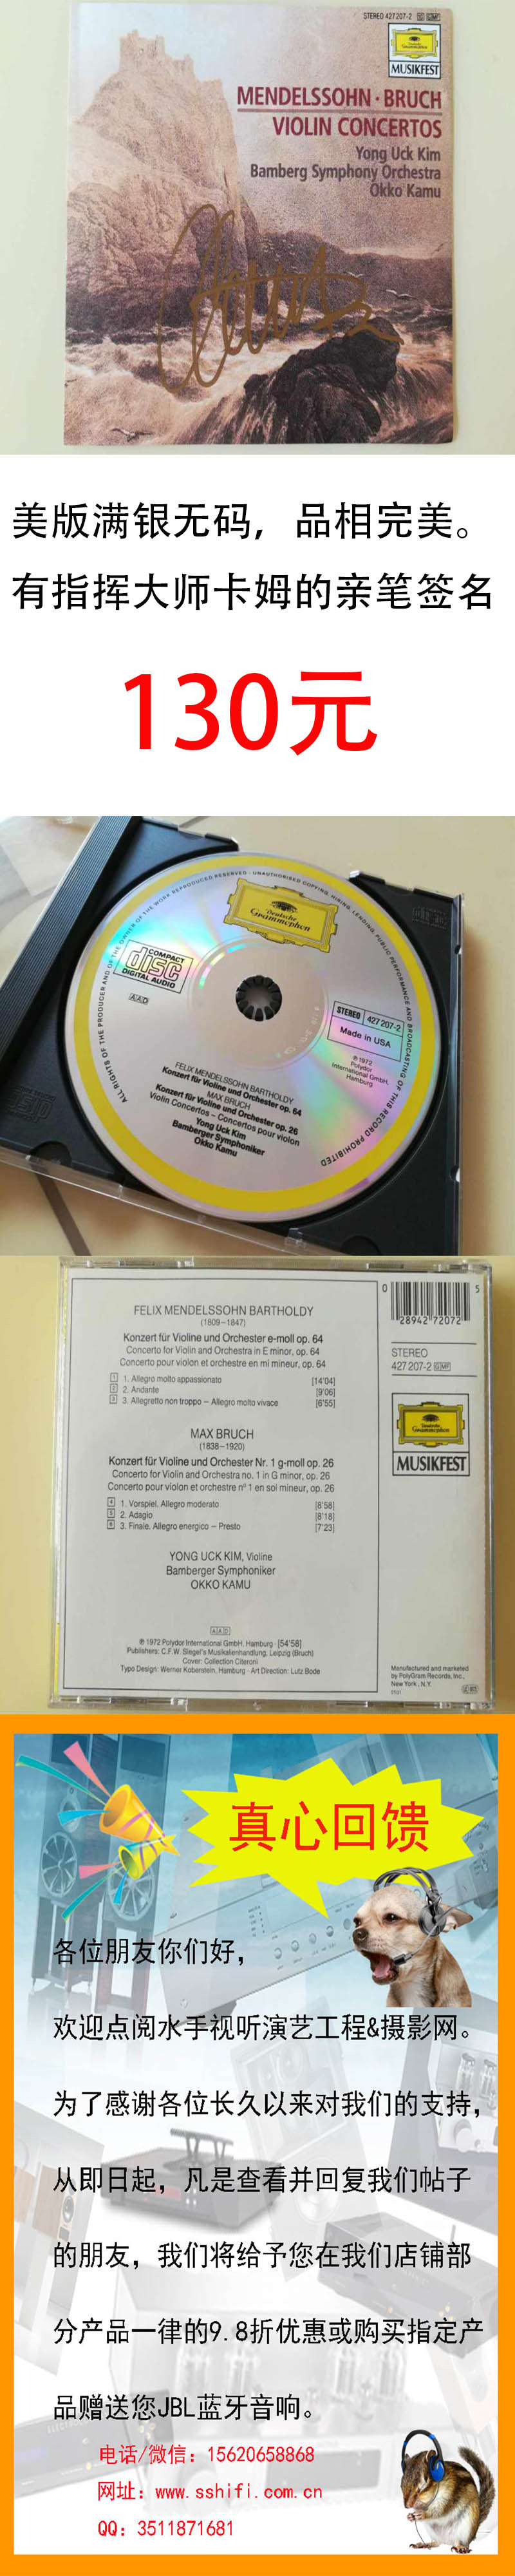 STEREO 427 207-2
Deutsche
Grammophon
MUSIKFEST
MENDELSSOHN · BRUCH
VIOLIN CONCERTOS
Yong Uck Kim
Bamberg Symphony Orchestra
Okko Kamu
美版满银无码，品相完美。
有指挥大师卡姆的亲笔签名
130元
ALL RIGHTS OF THE PRODUCER AND OF THE OWNER OF THE WORK REPRODUCED RESERVED · UNAUTHORISED COPYING, HIRING, LENDING, PUBLIC PERFORMANCE AND BROADCASTING OF THIS RECORD PROHIBITED
Deutsche
Grammophon
COMPACT
disc
DIGITAL AUDIO
AAD
STEREO 427 207-2
Made in USA
℗ 1972
Polydor
International GmbH,
Hamburg
FELIX MENDELSSOHN BARTHOLDY
Konzert für Violine und Orchester op. 64
MAX BRUCH
Konzert für Violine und Orchester op. 26
Violin Concertos – Concertos pour violon
Yong Uck Kim
Bamberger Symphoniker
Okko Kamu
FELIX MENDELSSOHN BARTHOLDY
(1809–1847)
Konzert für Violine und Orchester e-moll op. 64
Concerto for Violin and Orchestra in E minor, op. 64
Concerto pour violon et orchestre en mi mineur, op. 64
1 1. Allegro molto appassionato [14'04]
2 2. Andante [9'06]
3 3. Allegretto non troppo – Allegro molto vivace [6'55]
MAX BRUCH
(1838–1920)
Konzert für Violine und Orchester Nr. 1 g-moll op. 26
Concerto for Violin and Orchestra no. 1 in G minor, op. 26
Concerto pour violon et orchestre n° 1 en sol mineur, op. 26
4 1. Vorspiel. Allegro moderato [8'58]
5 2. Adagio [8'18]
6 3. Finale. Allegro energico – Presto [7'23]
YONG UCK KIM, Violine
Bamberger Symphoniker
OKKO KAMU
AAD
℗ 1972 Polydor International GmbH, Hamburg · [54'58]
Publishers: C.F.W. Siegel's Musikalienhandlung, Leipzig (Bruch)
Cover: Collection Citeroni
Typo Design: Werner Koberstein, Hamburg · Art Direction: Lutz Bode
0 28942 72072 5
STEREO
427 207-2 GMF
Deutsche
Grammophon
MUSIKFEST
Manufactured and marketed
by PolyGram Records, Inc.,
New York, N.Y.
真心回馈
各位朋友你们好，
欢迎点阅水手视听演艺工程&摄影网。
为了感谢各位长久以来对我们的支持，
从即日起，凡是查看并回复我们帖子
的朋友，我们将给予您在我们店铺部
分产品一律的9.8折优惠或购买指定产
品赠送您JBL蓝牙音响。
电话/微信：15620658868
网址：www.sshifi.com.cn
QQ：3511871681